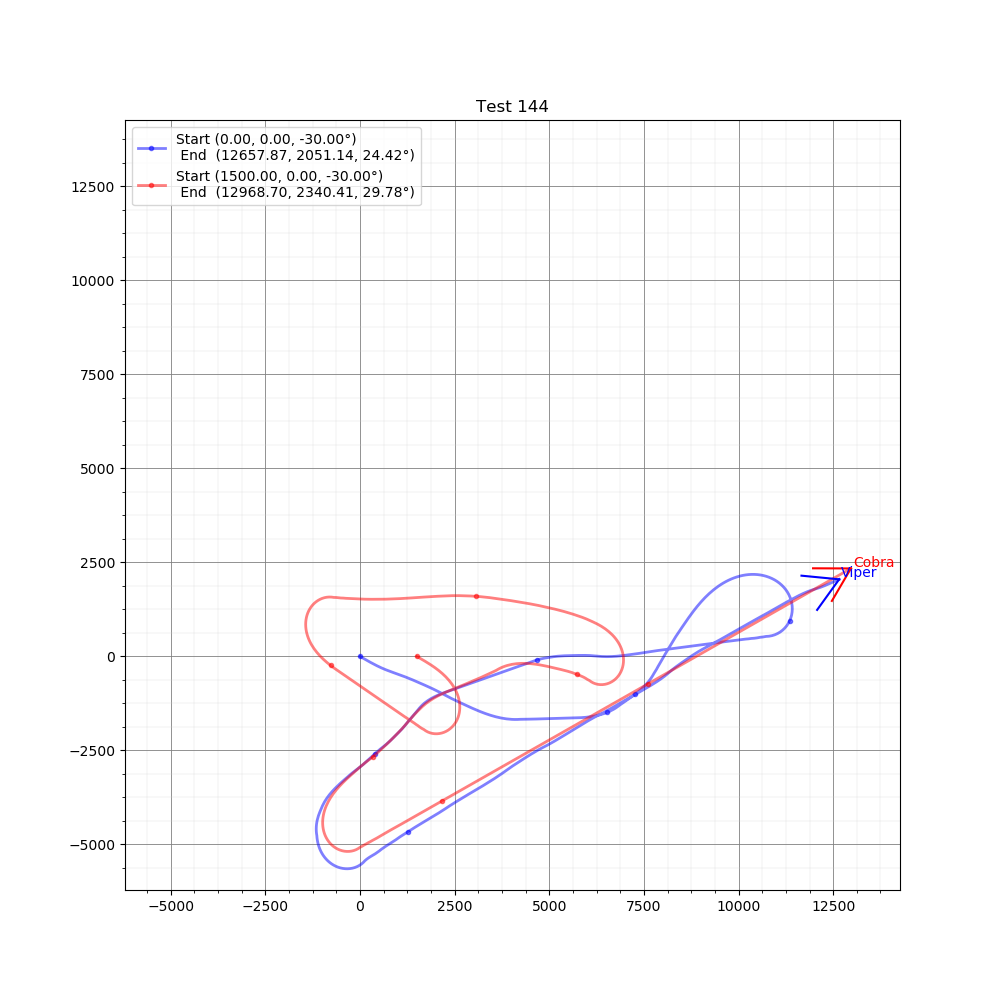 Test 144
Start (0.00, 0.00, -30.00°)
End  (12657.87, 2051.14, 24.42°)
Start (1500.00, 0.00, -30.00°)
End  (12968.70, 2340.41, 29.78°)
12500
10000
7500
5000
2500
0
−2500
−5000
Cobra
Viper
−5000 −2500 0 2500 5000 7500 10000 12500